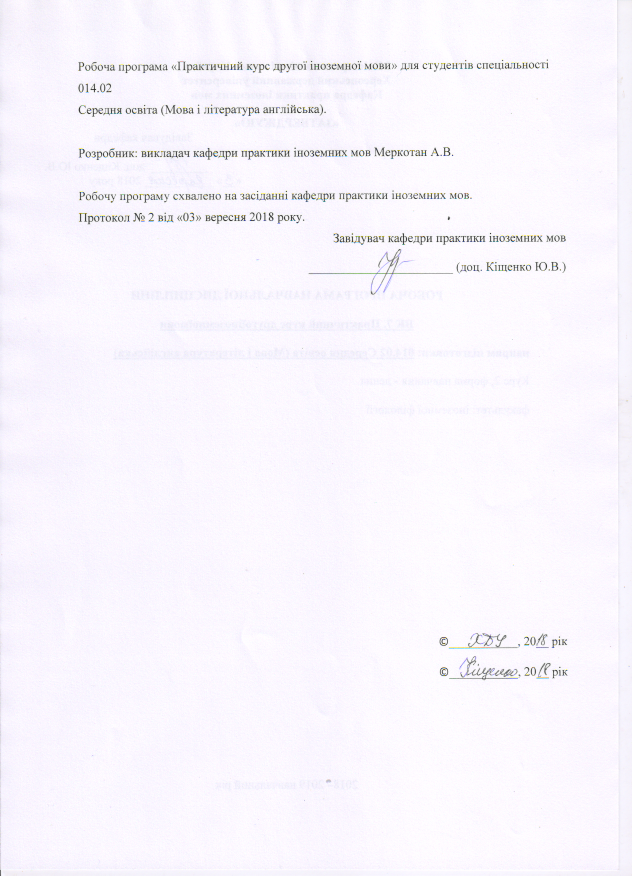 Робоча програма «Практичний курс другої іноземної мови» для студентів спеціальності
014.02
Середня освіта (Мова і література англійська).
Розробник: викладач кафедри практики іноземних мов Меркотан А.В.
Робочу програму схвалено на засіданні кафедри практики іноземних мов.
Протокол № 2 від «03» вересня 2018 року.
Завідувач кафедри практики іноземних мов
(доц. Кіщенко Ю.В.)
© ХДУ, 2018 рік
© Кіщенко, 2018 рік